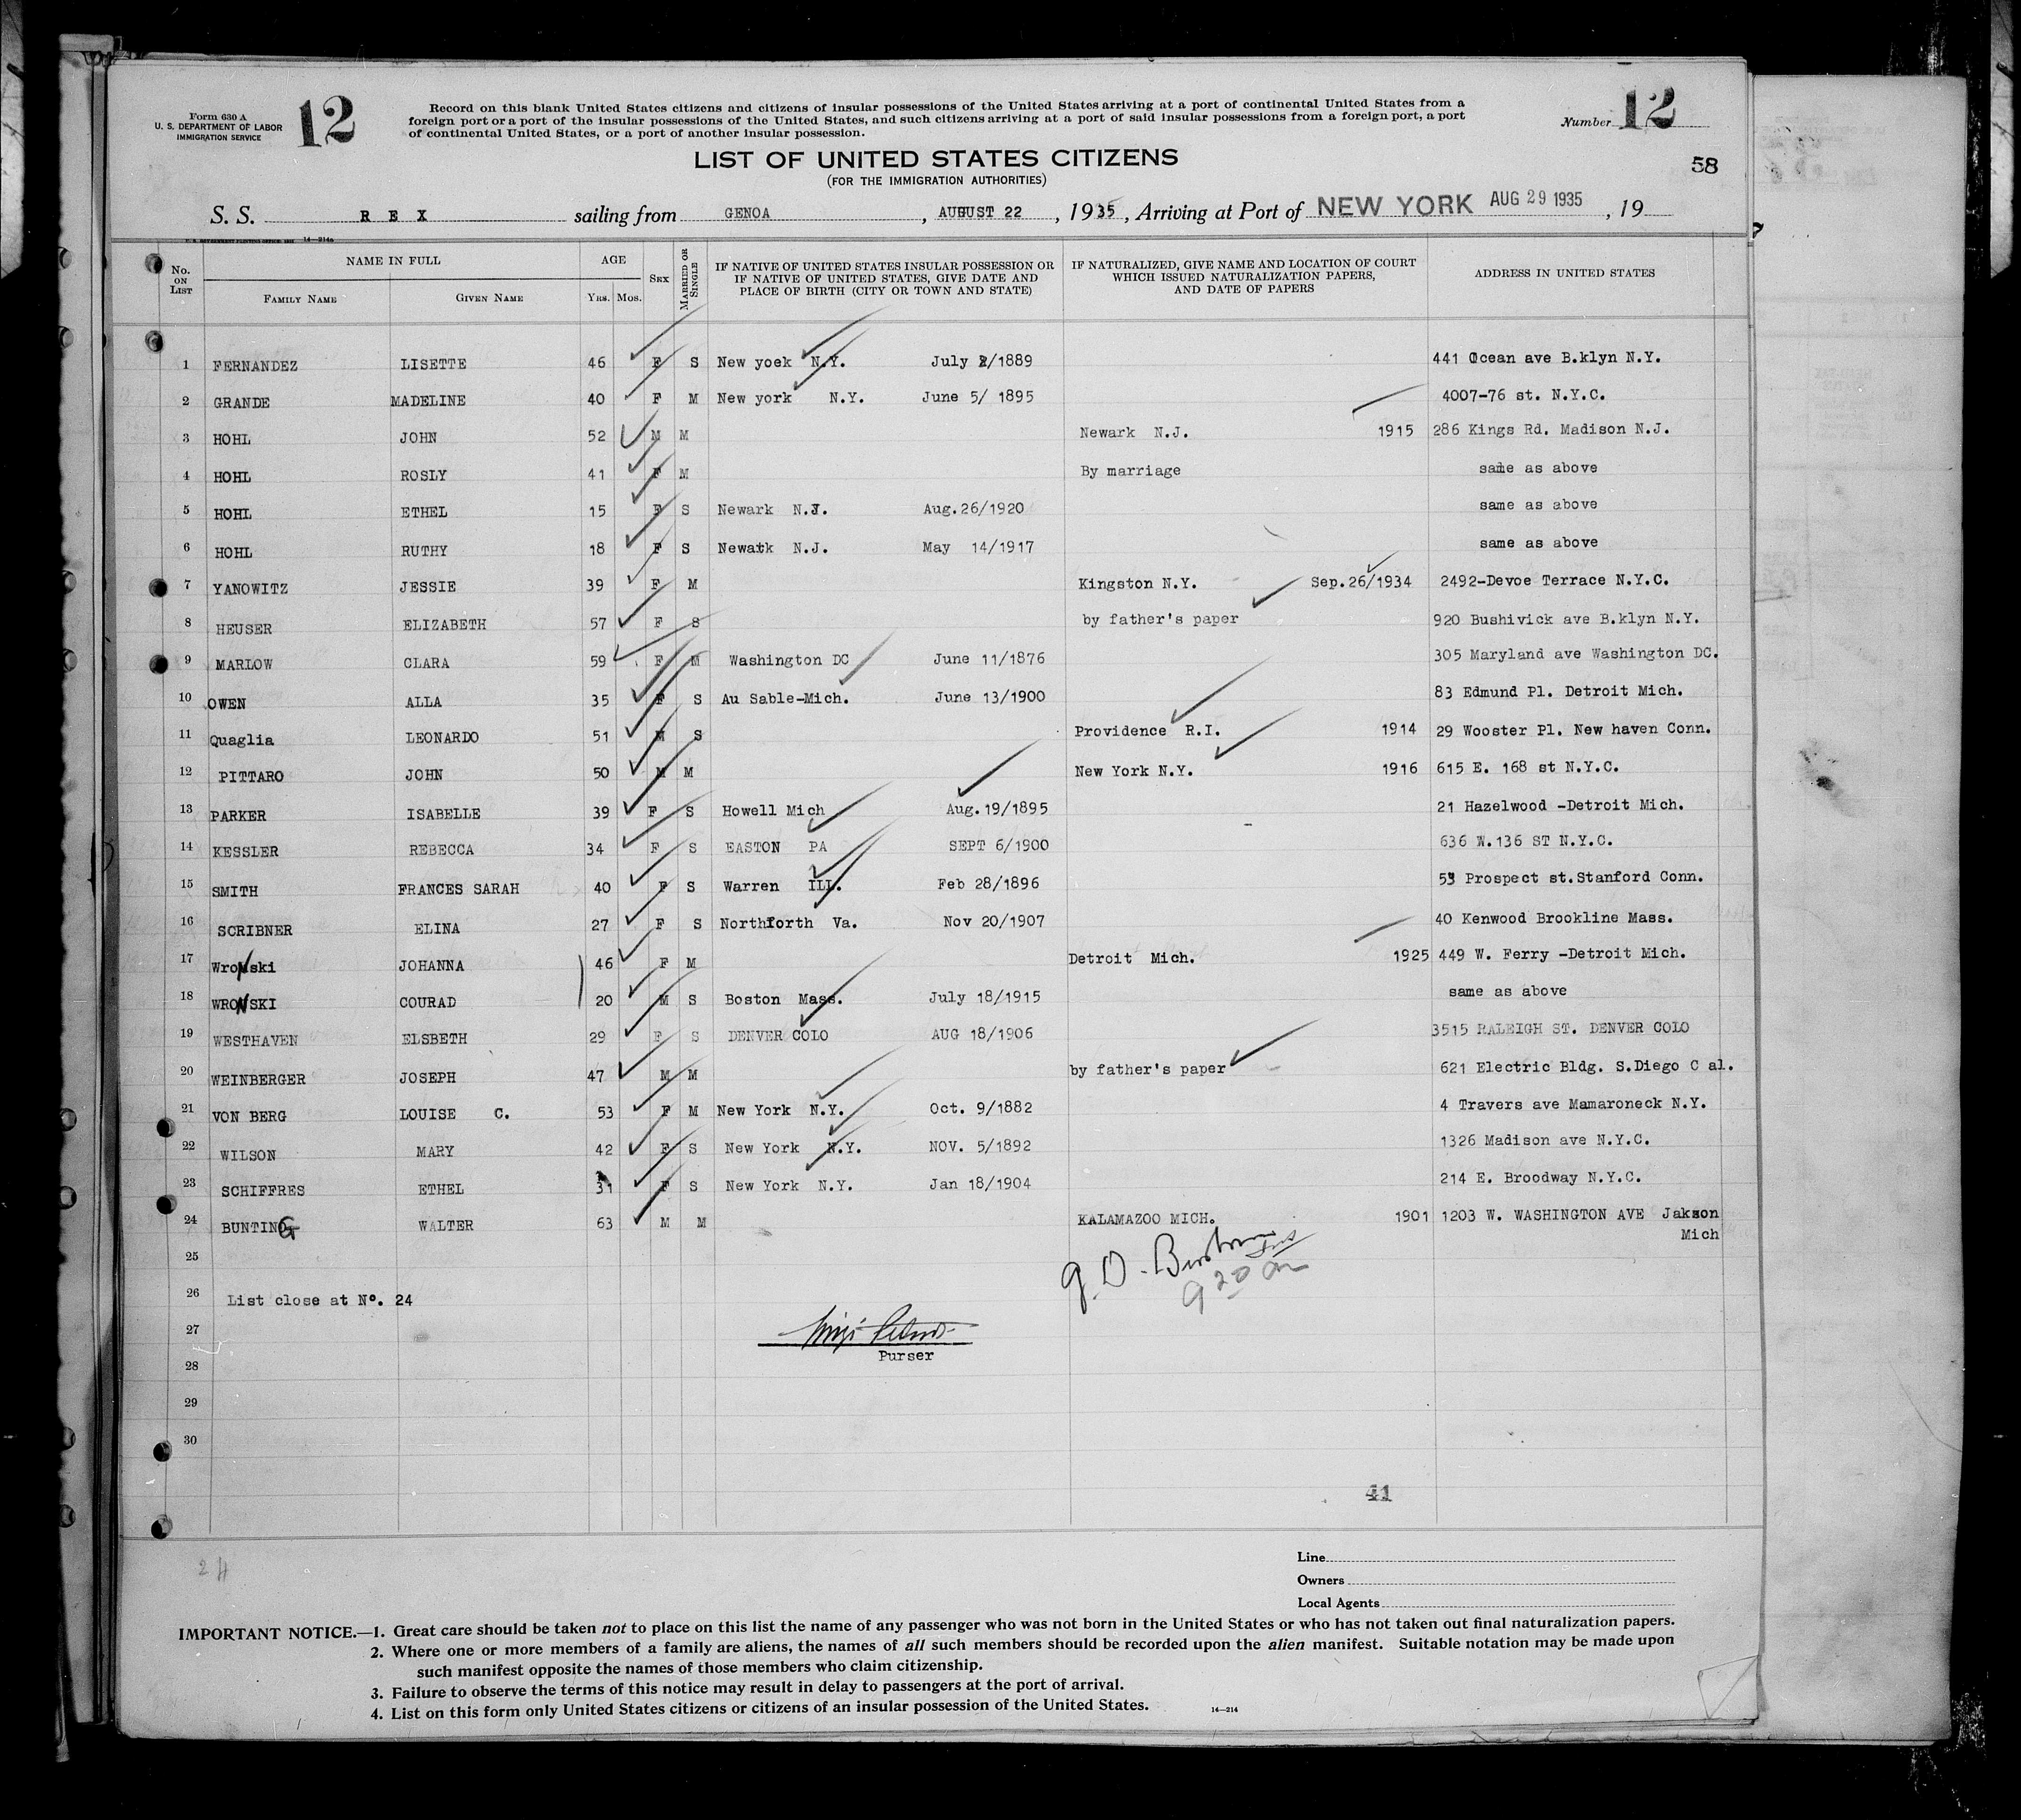 Form 630 A
U. S. DEPARTMENT OF LABOR
IMMIGRATION SERVICE
12
Record on this blank United States citizens and citizens of insular possessions of the United States arriving at a port of continental United States from a
foreign port or a port of the insular possessions of the United States, and such citizens arriving at a port of said insular possessions from a foreign port, a port
of continental United States, or a port of another insular possession.
Number 12
LIST OF UNITED STATES CITIZENS
(FOR THE IMMIGRATION AUTHORITIES)
58
S. S. R E X sailing from GENOA, AUGUST 22, 1935, Arriving at Port of NEW YORK AUG 29 1935, 19
14—214a
No. ON LIST
NAME IN FULL
FAMILY NAME GIVEN NAME
AGE
YRS. MOS.
SEX
MARRIED OR SINGLE
IF NATIVE OF UNITED STATES INSULAR POSSESSION OR
IF NATIVE OF UNITED STATES, GIVE DATE AND
PLACE OF BIRTH (CITY OR TOWN AND STATE)
IF NATURALIZED, GIVE NAME AND LOCATION OF COURT
WHICH ISSUED NATURALIZATION PAPERS,
AND DATE OF PAPERS
ADDRESS IN UNITED STATES
1 FERNANDEZ LISETTE 46 F S New yoek N.Y. July 2/1889 441 Ocean ave B.klyn N.Y.
2 GRANDE MADELINE 40 F M New york N.Y. June 5/ 1895 4007-76 st. N.Y.C.
3 HOHL JOHN 52 M M Newark N.J. 1915 286 Kings Rd. Madison N.J.
4 HOHL ROSLY 41 F M By marriage same as above
5 HOHL ETHEL 15 F S Newark N.J. Aug.26/1920 same as above
6 HOHL RUTHY 18 F S Newark N.J. May 14/1917 same as above
7 YANOWITZ JESSIE 39 F M Kingston N.Y. Sep.26/1934 2492-Devoe Terrace N.Y.C.
8 HEUSER ELIZABETH 57 F S by father's paper 920 Bushivick ave B.klyn N.Y.
9 MARLOW CLARA 59 F M Washington DC June 11/1876 305 Maryland ave Washington DC.
10 OWEN ALLA 35 F S Au Sable-Mich. June 13/1900 83 Edmund Pl. Detroit Mich.
11 Quaglia LEONARDO 51 M S Providence R.I. 1914 29 Wooster Pl. New haven Conn.
12 PITTARO JOHN 50 M M New York N.Y. 1916 615 E. 168 st N.Y.C.
13 PARKER ISABELLE 39 F S Howell Mich Aug.19/1895 21 Hazelwood -Detroit Mich.
14 KESSLER REBECCA 34 F S EASTON PA SEPT 6/1900 636 W.136 ST N.Y.C.
15 SMITH FRANCES SARAH 40 F S Warren ILL. Feb 28/1896 53 Prospect st.Stanford Conn.
16 SCRIBNER ELINA 27 F S Northforth Va. Nov 20/1907 40 Kenwood Brookline Mass.
17 Wronski JOHANNA 46 F M Detroit Mich. 1925 449 W. Ferry -Detroit Mich.
18 WRONSKI COURAD 20 M S Boston Mass. July 18/1915 same as above
19 WESTHAVEN ELSBETH 29 F S DENVER COLO AUG 18/1906 3515 RALEIGH ST. DENVER COLO
20 WEINBERGER JOSEPH 47 M M by father's paper 621 Electric Bldg. S.Diego C al.
21 VON BERG LOUISE C. 53 F M New York N.Y. Oct. 9/1882 4 Travers ave Mamaroneck N.Y.
22 WILSON MARY 42 F S New York N.Y. NOV. 5/1892 1326 Madison ave N.Y.C.
23 SCHIFFRES ETHEL 31 F S New York N.Y. Jan 18/1904 214 E. Broodway N.Y.C.
24 BUNTING WALTER 63 M M KALAMAZOO MICH. 1901 1203 W. WASHINGTON AVE Jakson
Mich
25
26 List close at Nº. 24
27
Purser
28
29
30
41
24
Line
Owners
Local Agents
IMPORTANT NOTICE.—1. Great care should be taken not to place on this list the name of any passenger who was not born in the United States or who has not taken out final naturalization papers.
2. Where one or more members of a family are aliens, the names of all such members should be recorded upon the alien manifest. Suitable notation may be made upon
such manifest opposite the names of those members who claim citizenship.
3. Failure to observe the terms of this notice may result in delay to passengers at the port of arrival.
4. List on this form only United States citizens or citizens of an insular possession of the United States.
14—214